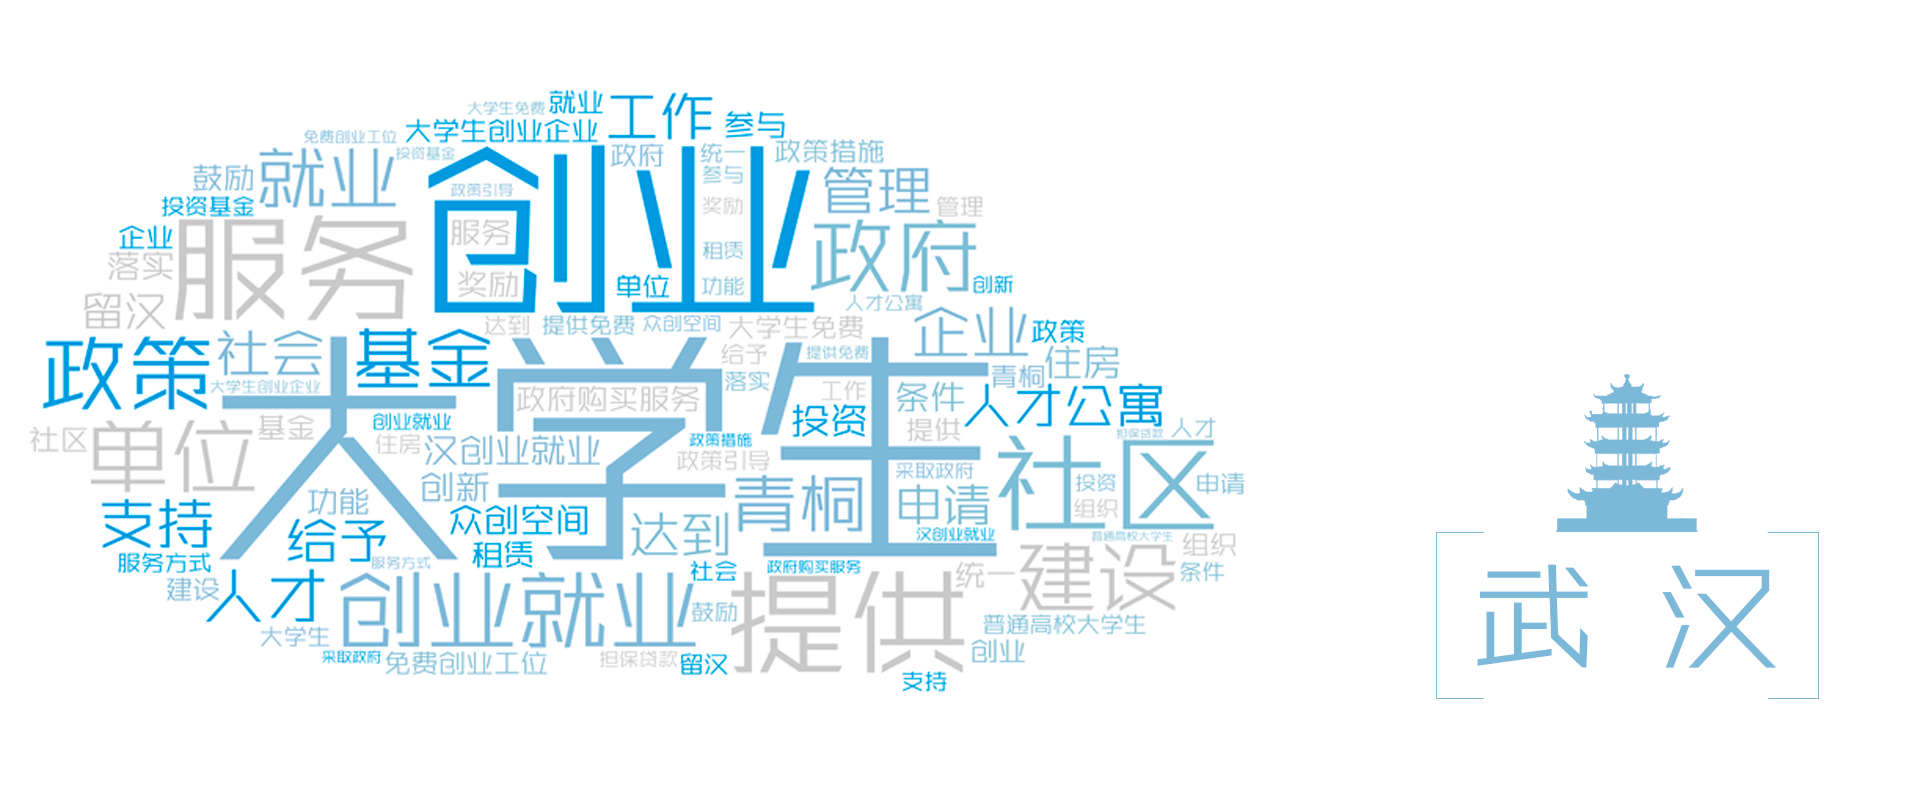 大学生免费 就业 工作 参与
免费创业工位 大学生创业企业
投资基金 政府 统一 政策措施
鼓励 就业 创业 政策引导 参与 管理 管理
投资基金 服务 服务 奖励 政府
企业 租赁
落实 奖励 单位 功能 创新
留汉 人才公寓
达到 提供免费 众创空间 大学生免费 企业 政策
政策 社会 基金 给予 提供免费 住房
大学生创业企业 大学生 落实 工作 青桐
政府购买服务 投资 条件 人才公寓
社区 单位 基金 创业就业 提供 担保贷款 人才
住房 汉创业就业 政策措施 社区
政策引导 采取政府
创新 青桐 申请 投资 申请
支持 功能 众创空间 组织
给予 达到 汉创业就业 普通高校大学生 组织
服务方式 服务方式 租赁 社会 政府购买服务 统一 建设 条件
建设 人才 创业就业 鼓励 提供
大学生 普通高校大学生
采取政府 免费创业工位 担保贷款 留汉 创业
支持
武汉